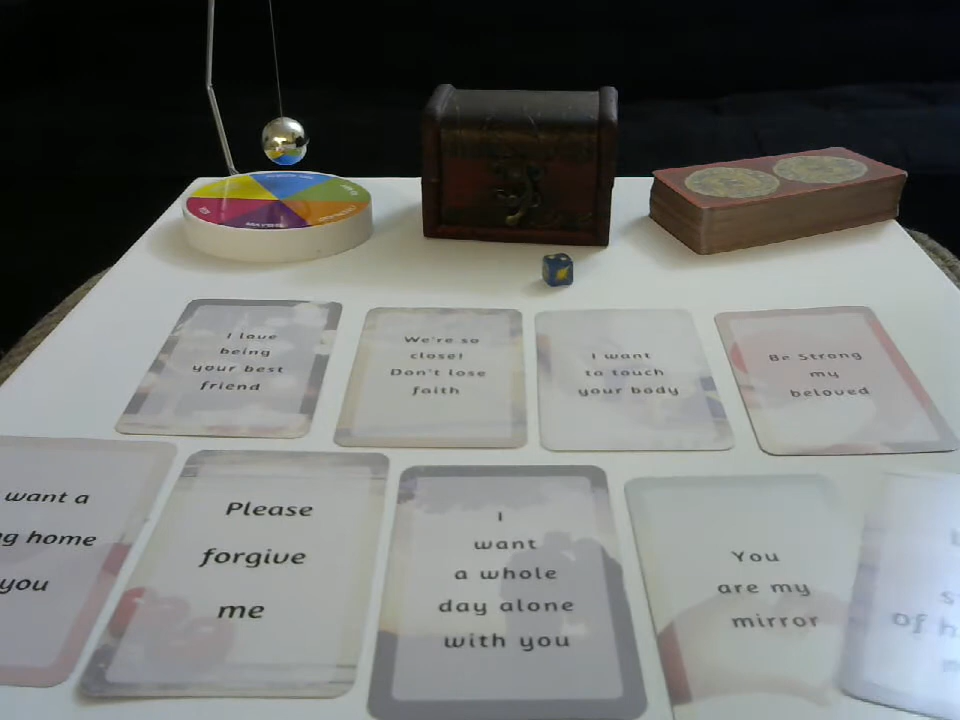 I love
being
your best
friend
We're so
close!
Don't lose
faith
I want
to touch
your body
Be Strong
my
beloved
want a
home
you
Please
forgive
me
I
want
a whole
day alone
with you
You
are my
mirror
Of